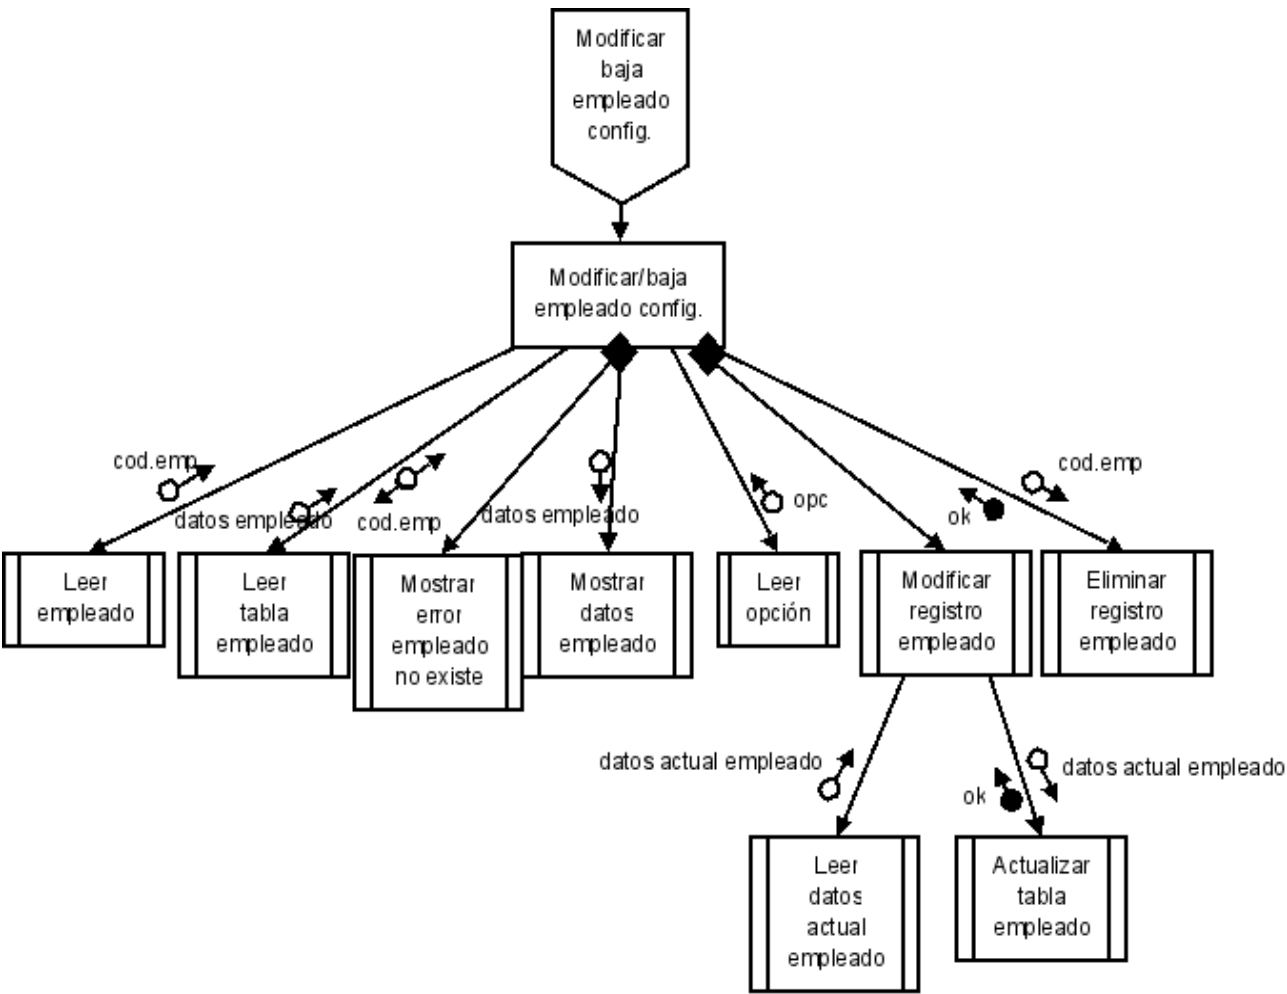 Modificar
baja
empleado
config.
Modificar/baja
empleado config.
cod.emp
datos empleado
cod.emp
datos empleado
opc
ok
cod.emp
Leer
empleado
Leer
tabla
empleado
Mostrar
error
empleado
no existe
Mostrar
datos
empleado
Leer
opción
Modificar
registro
empleado
Eliminar
registro
empleado
datos actual empleado
ok
datos actual empleado
Leer
datos
actual
empleado
Actualizar
tabla
empleado